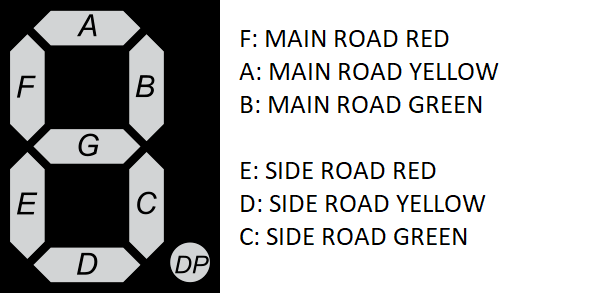 A
F
B
G
E
C
D
DP
F: MAIN ROAD RED
A: MAIN ROAD YELLOW
B: MAIN ROAD GREEN
E: SIDE ROAD RED
D: SIDE ROAD YELLOW
C: SIDE ROAD GREEN